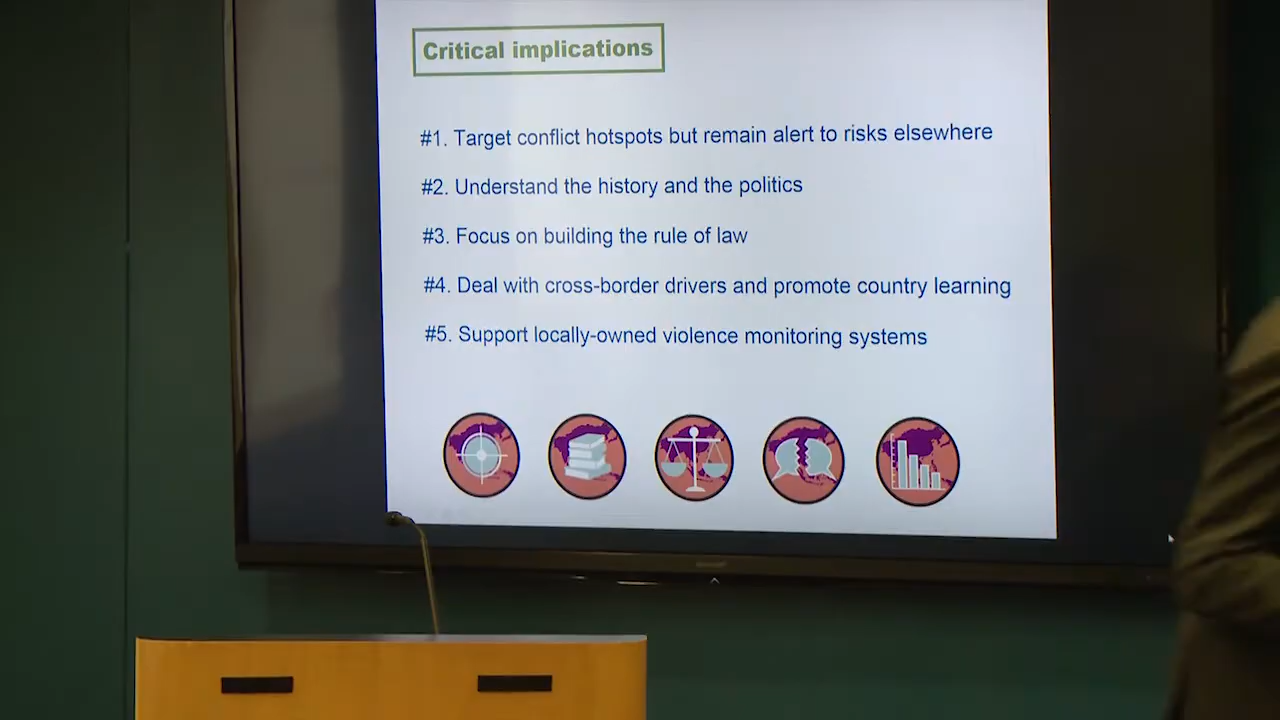 Critical implications
#1. Target conflict hotspots but remain alert to risks elsewhere
#2. Understand the history and the politics
#3. Focus on building the rule of law
#4. Deal with cross-border drivers and promote country learning
#5. Support locally-owned violence monitoring systems